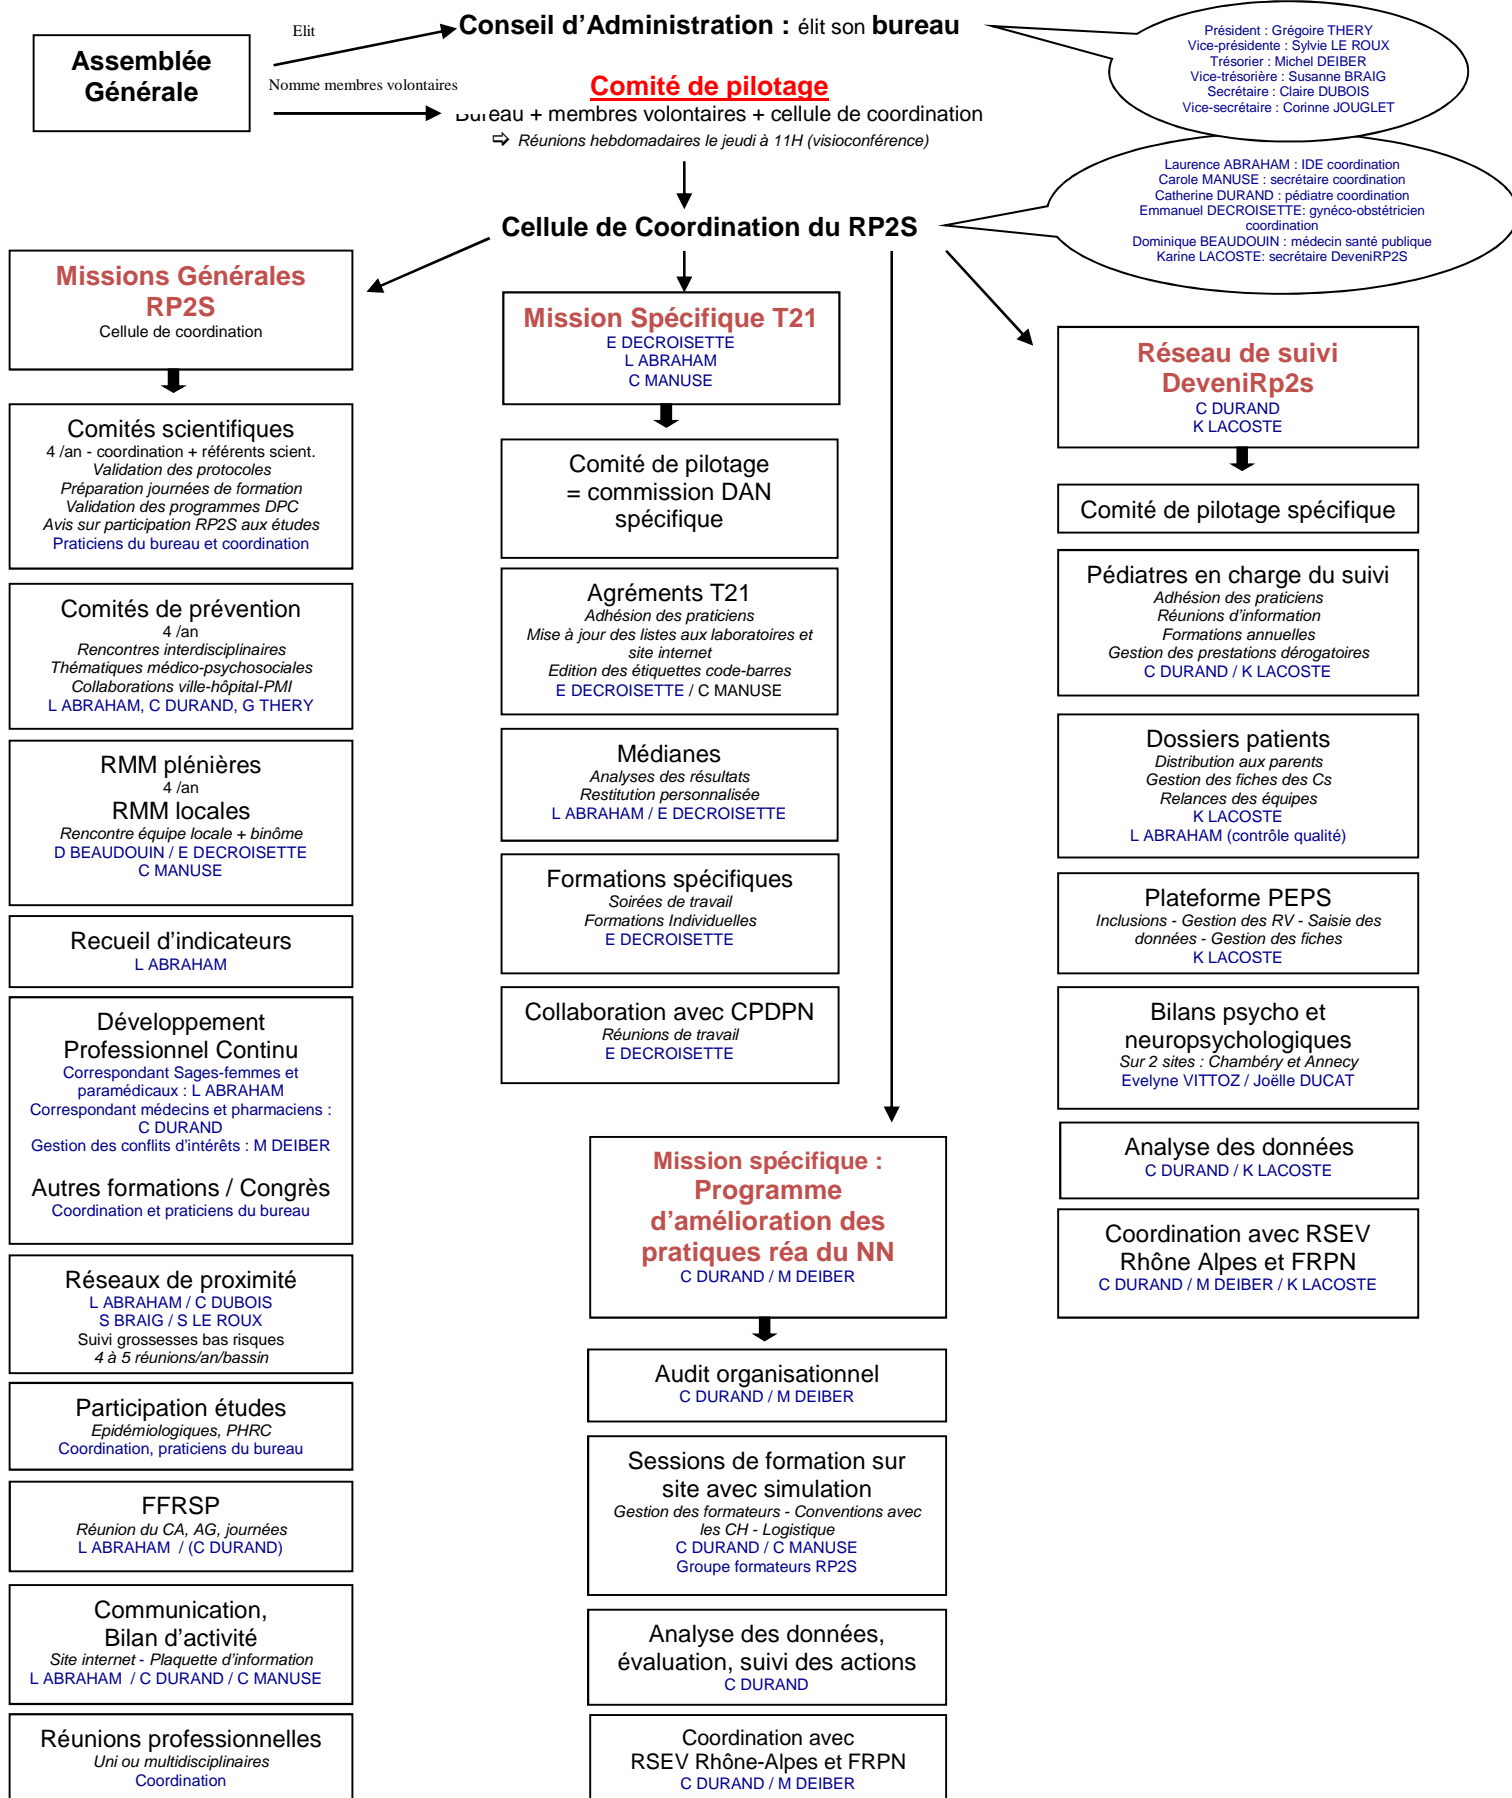 Assemblée
Générale
Elit
Nomme membres volontaires
Conseil d'Administration : élit son bureau
Comité de pilotage
Bureau + membres volontaires + cellule de coordination
⇨ Réunions hebdomadaires le jeudi à 11H (visioconférence)
Président : Grégoire THERY
Vice-présidente : Sylvie LE ROUX
Trésorier : Michel DEIBER
Vice-trésorière : Susanne BRAIG
Secrétaire : Claire DUBOIS
Vice-secrétaire : Corinne JOUGLET
Cellule de Coordination du RP2S
Laurence ABRAHAM : IDE coordination
Carole MANUSE : secrétaire coordination
Catherine DURAND : pédiatre coordination
Emmanuel DECROISETTE: gynéco-obstétricien
coordination
Dominique BEAUDOUIN : médecin santé publique
Karine LACOSTE: secrétaire DeveniRP2S
Missions Générales
RP2S
Cellule de coordination
Comités scientifiques
4 /an - coordination + référents scient.
Validation des protocoles
Préparation journées de formation
Validation des programmes DPC
Avis sur participation RP2S aux études
Praticiens du bureau et coordination
Comités de prévention
4 /an
Rencontres interdisciplinaires
Thématiques médico-psychosociales
Collaborations ville-hôpital-PMI
L ABRAHAM, C DURAND, G THERY
RMM plénières
4 /an
RMM locales
Rencontre équipe locale + binôme
D BEAUDOUIN / E DECROISETTE
C MANUSE
Recueil d'indicateurs
L ABRAHAM
Développement
Professionnel Continu
Correspondant Sages-femmes et
paramédicaux : L ABRAHAM
Correspondant médecins et pharmaciens :
C DURAND
Gestion des conflits d'intérêts : M DEIBER
Autres formations / Congrès
Coordination et praticiens du bureau
Réseaux de proximité
L ABRAHAM / C DUBOIS
S BRAIG / S LE ROUX
Suivi grossesses bas risques
4 à 5 réunions/an/bassin
Participation études
Epidémiologiques, PHRC
Coordination, praticiens du bureau
FFRSP
Réunion du CA, AG, journées
L ABRAHAM / (C DURAND)
Communication,
Bilan d'activité
Site internet - Plaquette d'information
L ABRAHAM / C DURAND / C MANUSE
Réunions professionnelles
Uni ou multidisciplinaires
Coordination
Mission Spécifique T21
E DECROISETTE
L ABRAHAM
C MANUSE
Comité de pilotage
= commission DAN
spécifique
Agréments T21
Adhésion des praticiens
Mise à jour des listes aux laboratoires et
site internet
Edition des étiquettes code-barres
E DECROISETTE / C MANUSE
Médianes
Analyses des résultats
Restitution personnalisée
L ABRAHAM / E DECROISETTE
Formations spécifiques
Soirées de travail
Formations Individuelles
E DECROISETTE
Collaboration avec CPDPN
Réunions de travail
E DECROISETTE
Mission spécifique :
Programme
d'amélioration des
pratiques réa du NN
C DURAND / M DEIBER
Audit organisationnel
C DURAND / M DEIBER
Sessions de formation sur
site avec simulation
Gestion des formateurs - Conventions avec
les CH - Logistique
C DURAND / C MANUSE
Groupe formateurs RP2S
Analyse des données,
évaluation, suivi des actions
C DURAND
Coordination avec
RSEV Rhône-Alpes et FRPN
C DURAND / M DEIBER
Réseau de suivi
DeveniRp2s
C DURAND
K LACOSTE
Comité de pilotage spécifique
Pédiatres en charge du suivi
Adhésion des praticiens
Réunions d'information
Formations annuelles
Gestion des prestations dérogatoires
C DURAND / K LACOSTE
Dossiers patients
Distribution aux parents
Gestion des fiches des Cs
Relances des équipes
K LACOSTE
L ABRAHAM (contrôle qualité)
Plateforme PEPS
Inclusions - Gestion des RV - Saisie des
données - Gestion des fiches
K LACOSTE
Bilans psycho et
neuropsychologiques
Sur 2 sites : Chambéry et Annecy
Evelyne VITTOZ / Joëlle DUCAT
Analyse des données
C DURAND / K LACOSTE
Coordination avec RSEV
Rhône Alpes et FRPN
C DURAND / M DEIBER / K LACOSTE